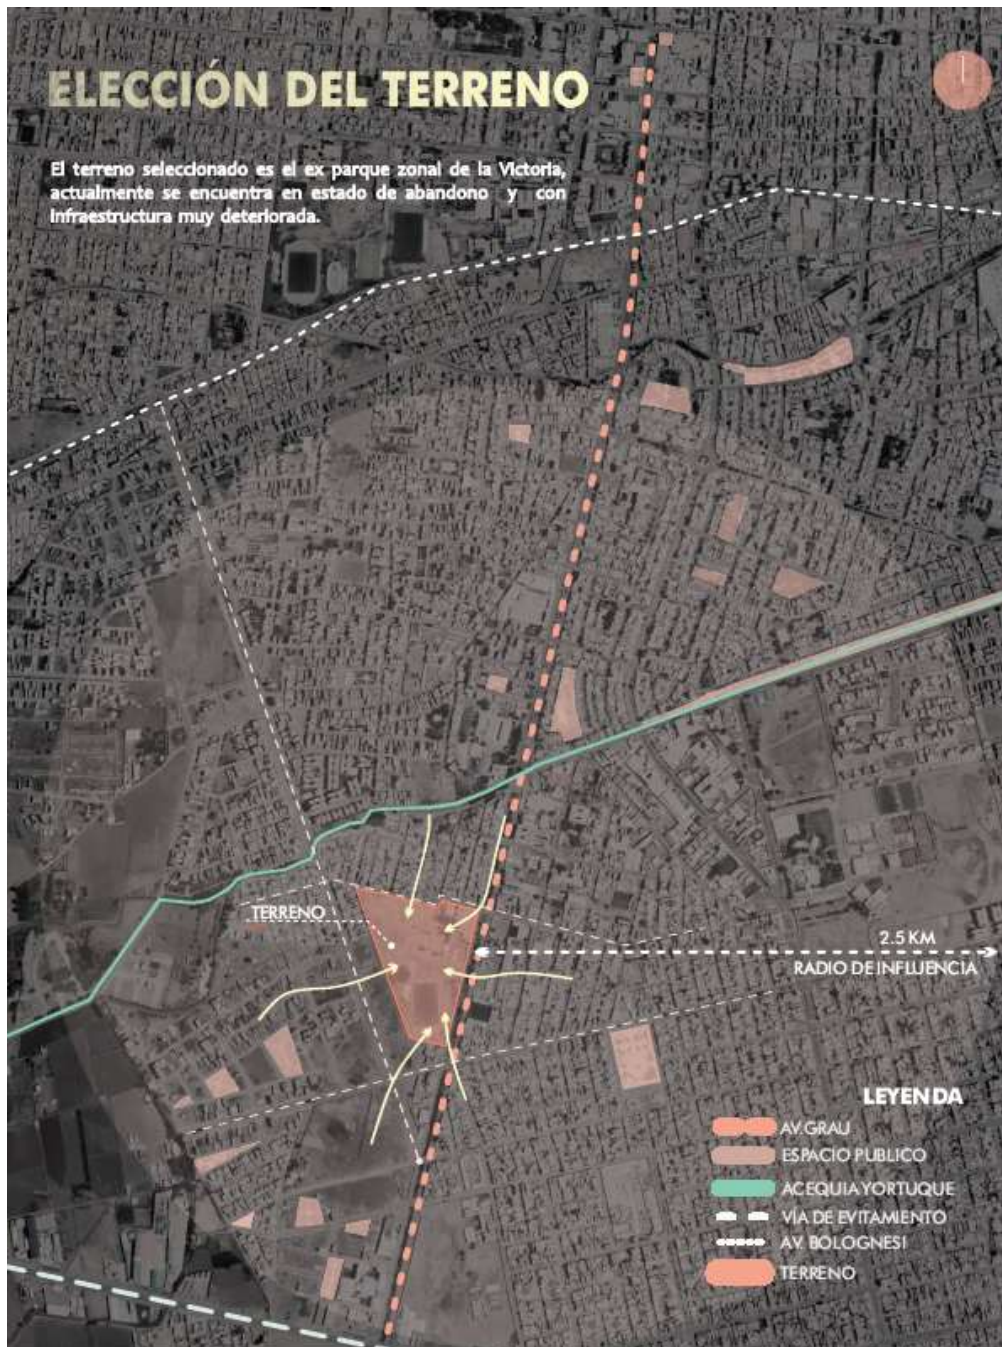 ELECCIÓN DEL TERRENO
El terreno seleccionado es el ex parque zonal de la Victoria,
actualmente se encuentra en estado de abandono y con
infraestructura muy deteriorada.
TERRENO
2.5 KM
RADIO DE INFLUENCIA
LEYENDA
AV.GRAU
ESPACIO PUBLICO
ACEQUIA YORTUQUE
VÍA DE EVITAMIENTO
AV. BOLOGNESI
TERRENO